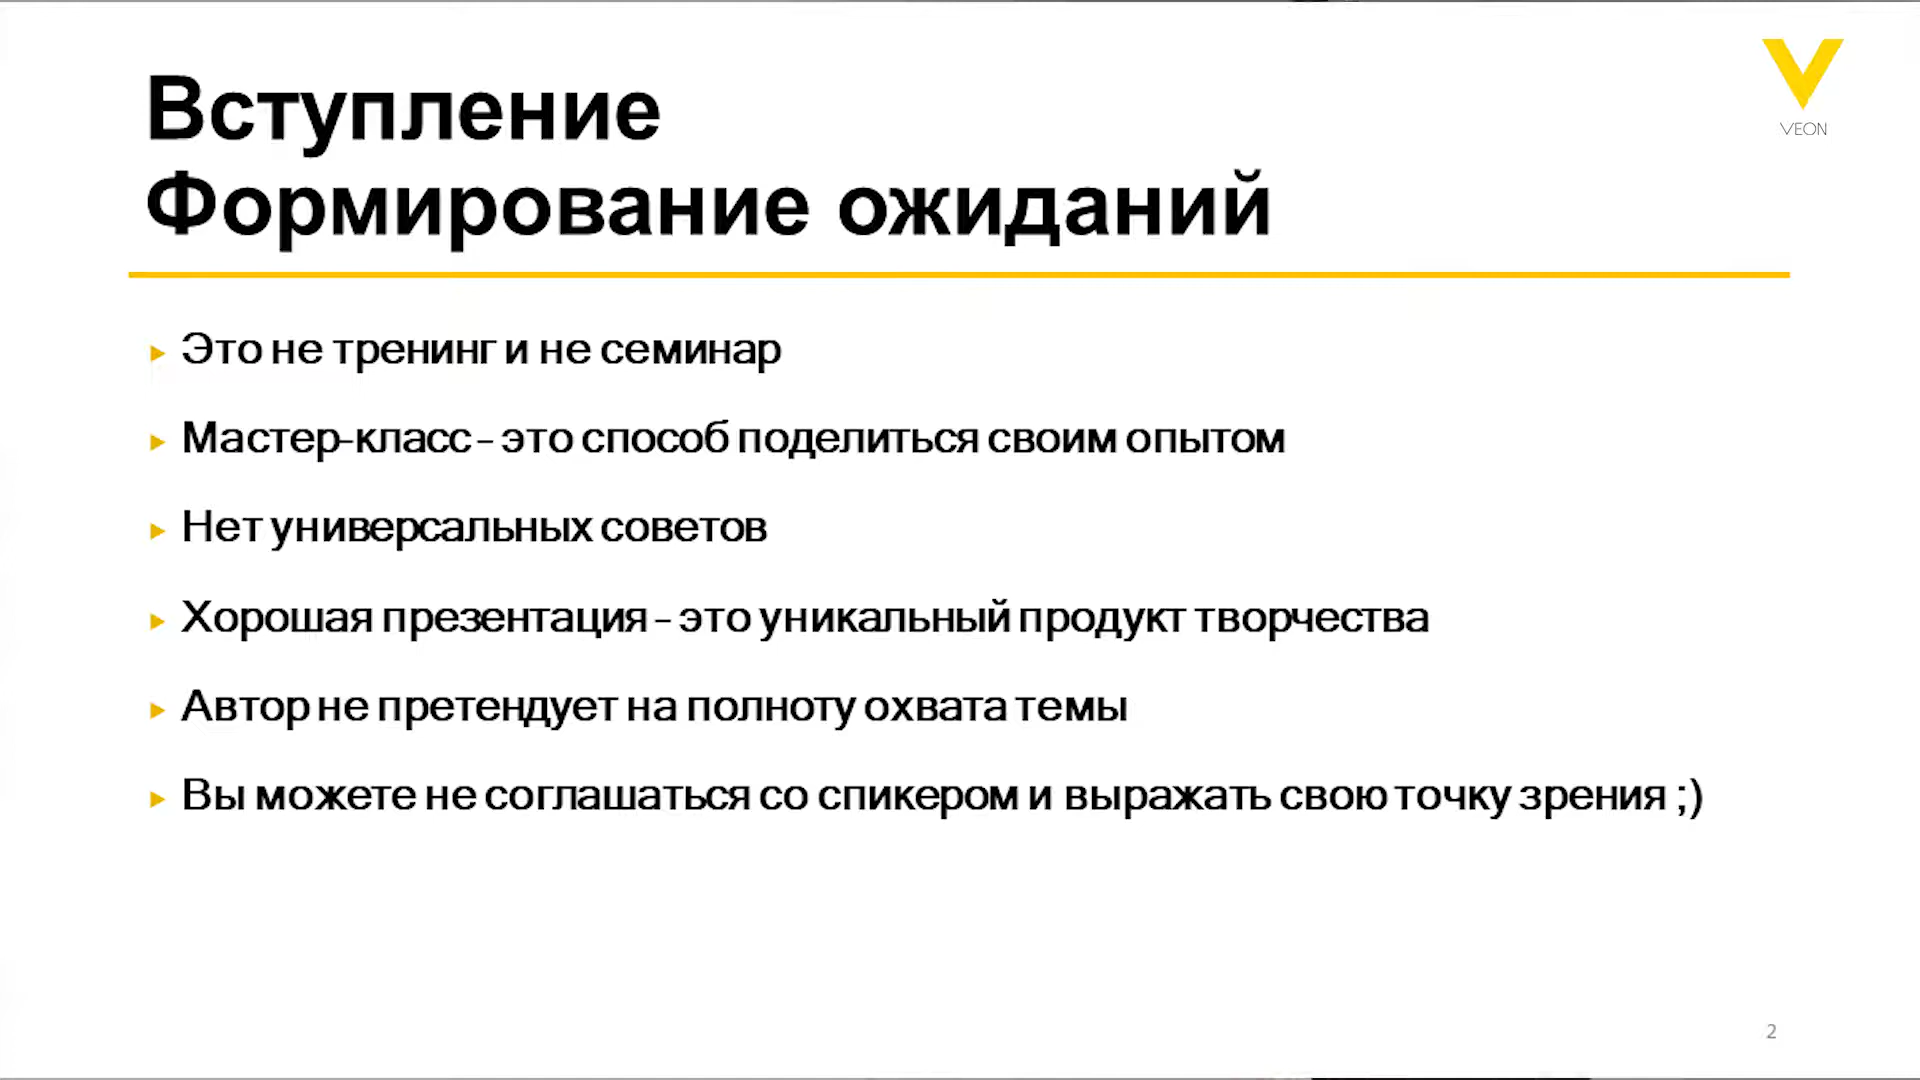 Вступление
Формирование ожиданий
VEON
Это не тренинг и не семинар
Мастер-класс – это способ поделиться своим опытом
Нет универсальных советов
Хорошая презентация – это уникальный продукт творчества
Автор не претендует на полноту охвата темы
Вы можете не соглашаться со спикером и выражать свою точку зрения ;)
2